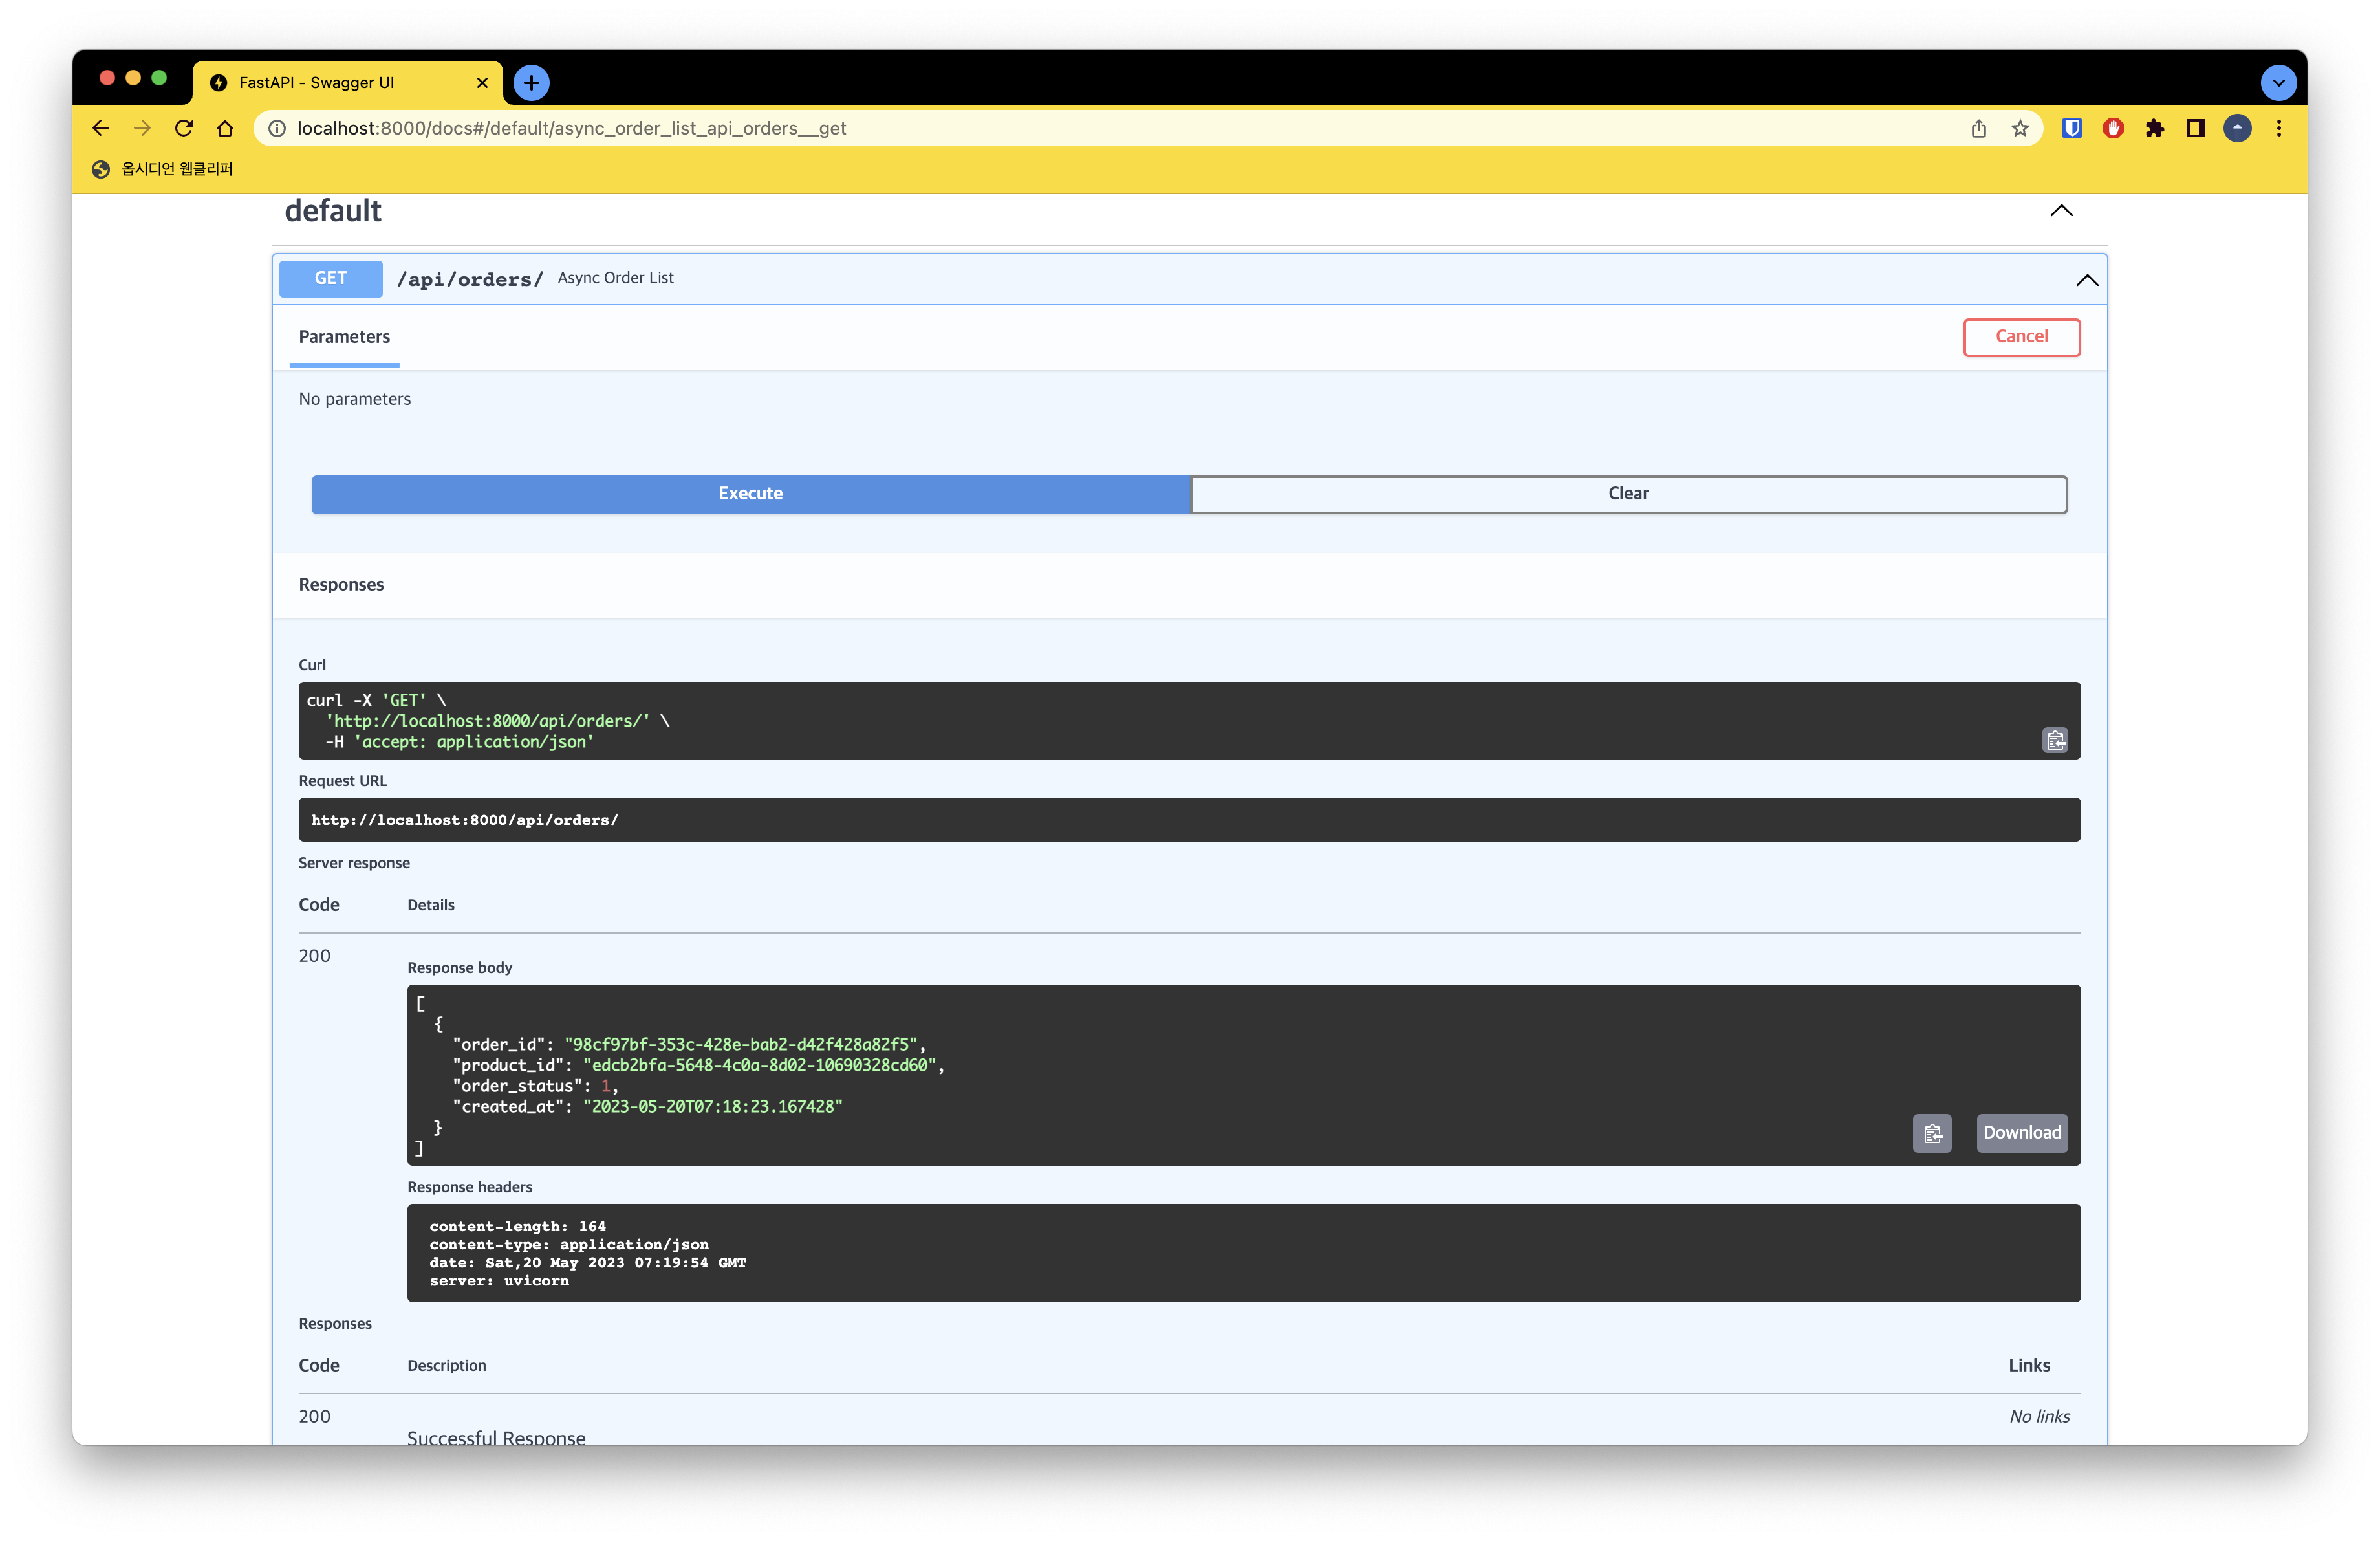 FastAPI - Swagger UI
localhost:8000/docs#/default/async_order_list_api_orders__get
옵시디언 웹클리퍼
default
GET /api/orders/ Async Order List
Parameters
Cancel
No parameters
Execute
Clear
Responses
Curl
curl -X 'GET' \
  'http://localhost:8000/api/orders/' \
  -H 'accept: application/json'
Request URL
http://localhost:8000/api/orders/
Server response
Code Details
200
Response body
[
  {
    "order_id": "98cf97bf-353c-428e-bab2-d42f428a82f5",
    "product_id": "edcb2bfa-5648-4c0a-8d02-10690328cd60",
    "order_status": 1,
    "created_at": "2023-05-20T07:18:23.167428"
  }
]
Download
Response headers
content-length: 164
content-type: application/json
date: Sat,20 May 2023 07:19:54 GMT
server: uvicorn
Responses
Code Description Links
200 No links
Successful Response